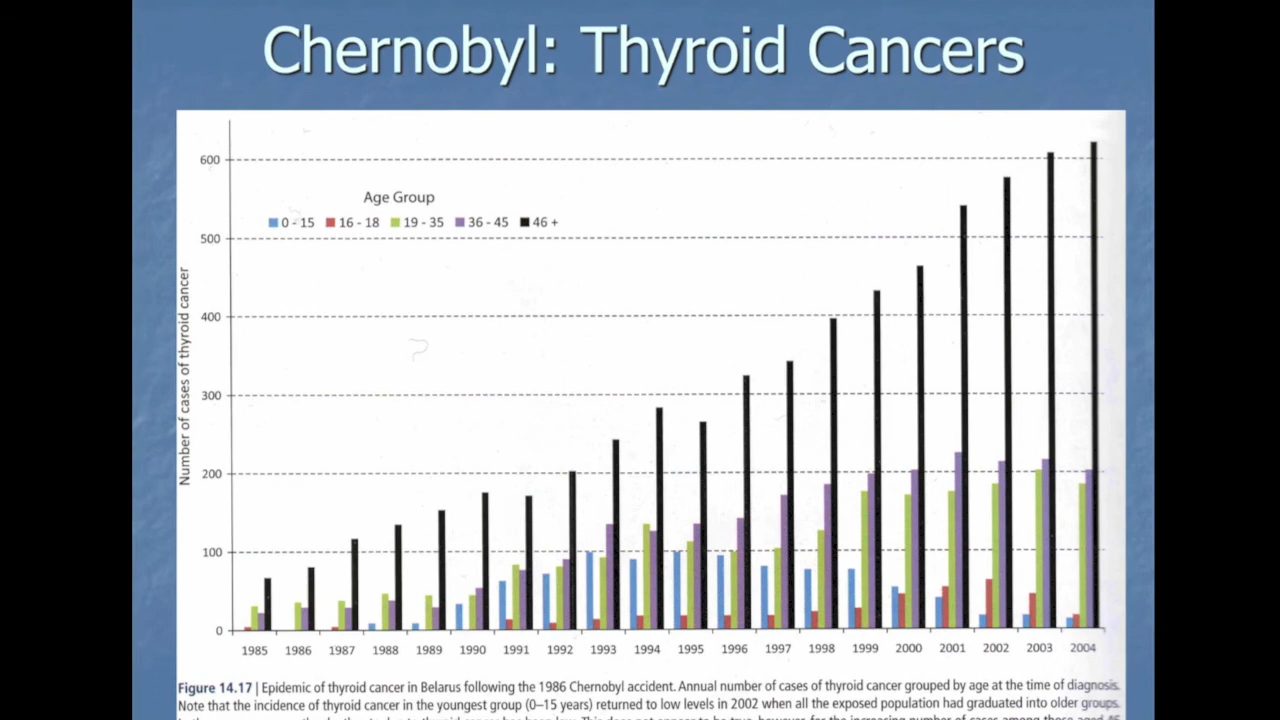 Chernobyl: Thyroid Cancers
600
500
400
300
200
100
0
Number of cases of thyroid cancer
Age Group
0 - 15 16 - 18 19 - 35 36 - 45 46 +
1985 1986 1987 1988 1989 1990 1991 1992 1993 1994 1995 1996 1997 1998 1999 2000 2001 2002 2003 2004
Figure 14.17 | Epidemic of thyroid cancer in Belarus following the 1986 Chernobyl accident. Annual number of cases of thyroid cancer grouped by age at the time of diagnosis.
Note that the incidence of thyroid cancer in the youngest group (0–15 years) returned to low levels in 2002 when all the exposed population had graduated into older groups.